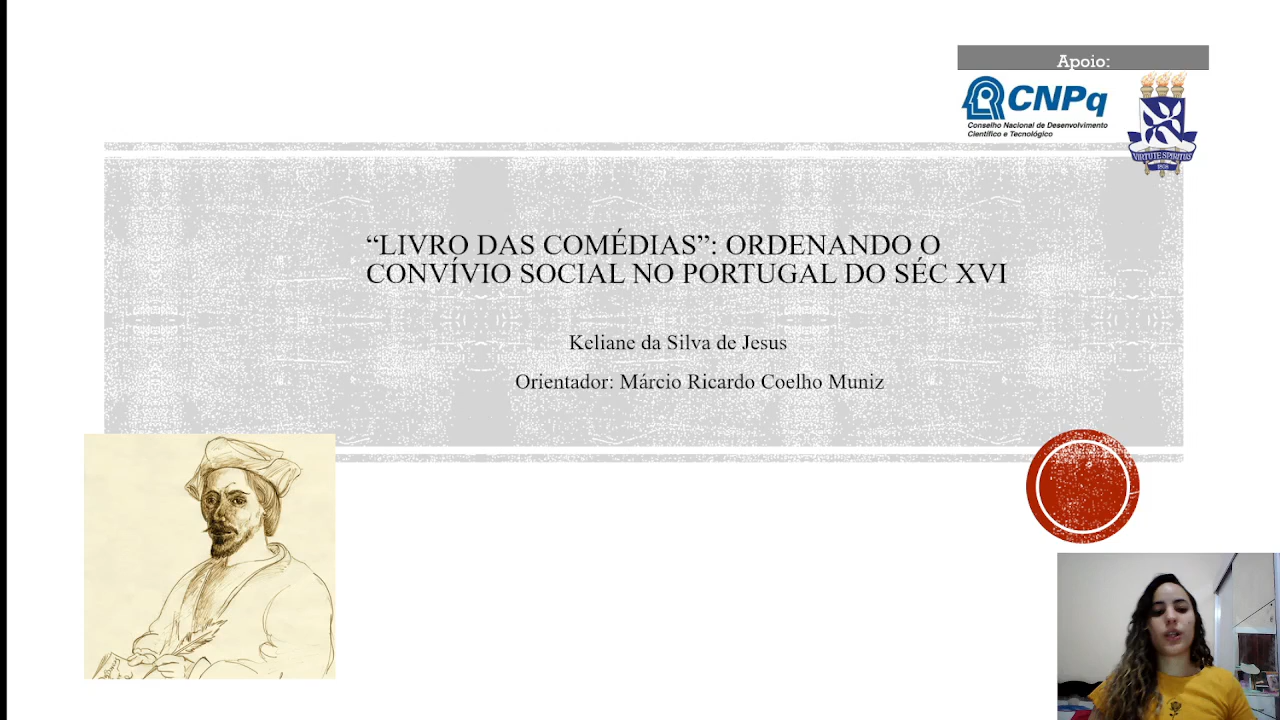 Apoio:
CNPq
Conselho Nacional de Desenvolvimento
Científico e Tecnológico
VIRTUTE SPIRITUS
1808
“LIVRO DAS COMÉDIAS”: ORDENANDO O
CONVÍVIO SOCIAL NO PORTUGAL DO SÉC XVI
Keliane da Silva de Jesus
Orientador: Márcio Ricardo Coelho Muniz